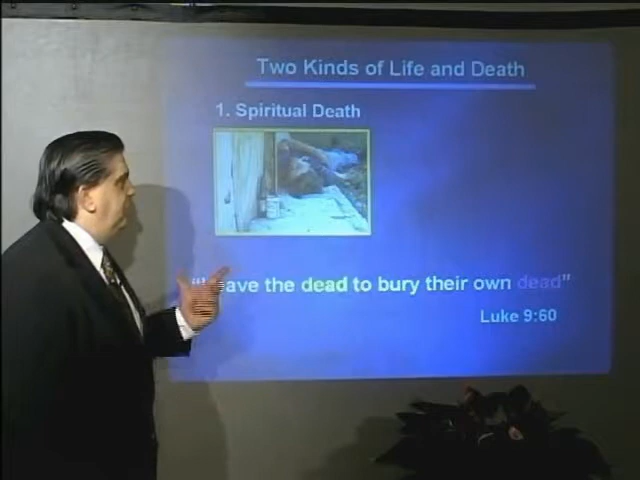 Two Kinds of Life and Death
1. Spiritual Death
eave the dead to bury their own dead"
Luke 9:60